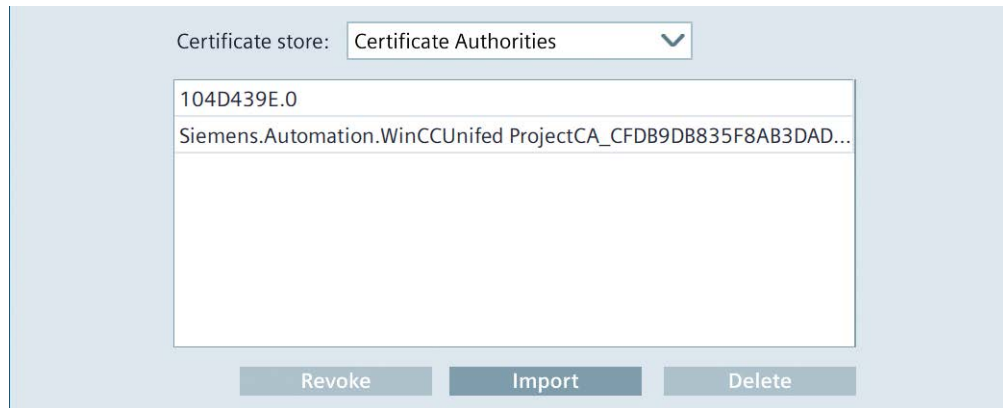 Certificate store: Certificate Authorities
104D439E.0
Siemens.Automation.WinCCUnifed ProjectCA_CFDB9DB835F8AB3DAD...
Revoke Import Delete